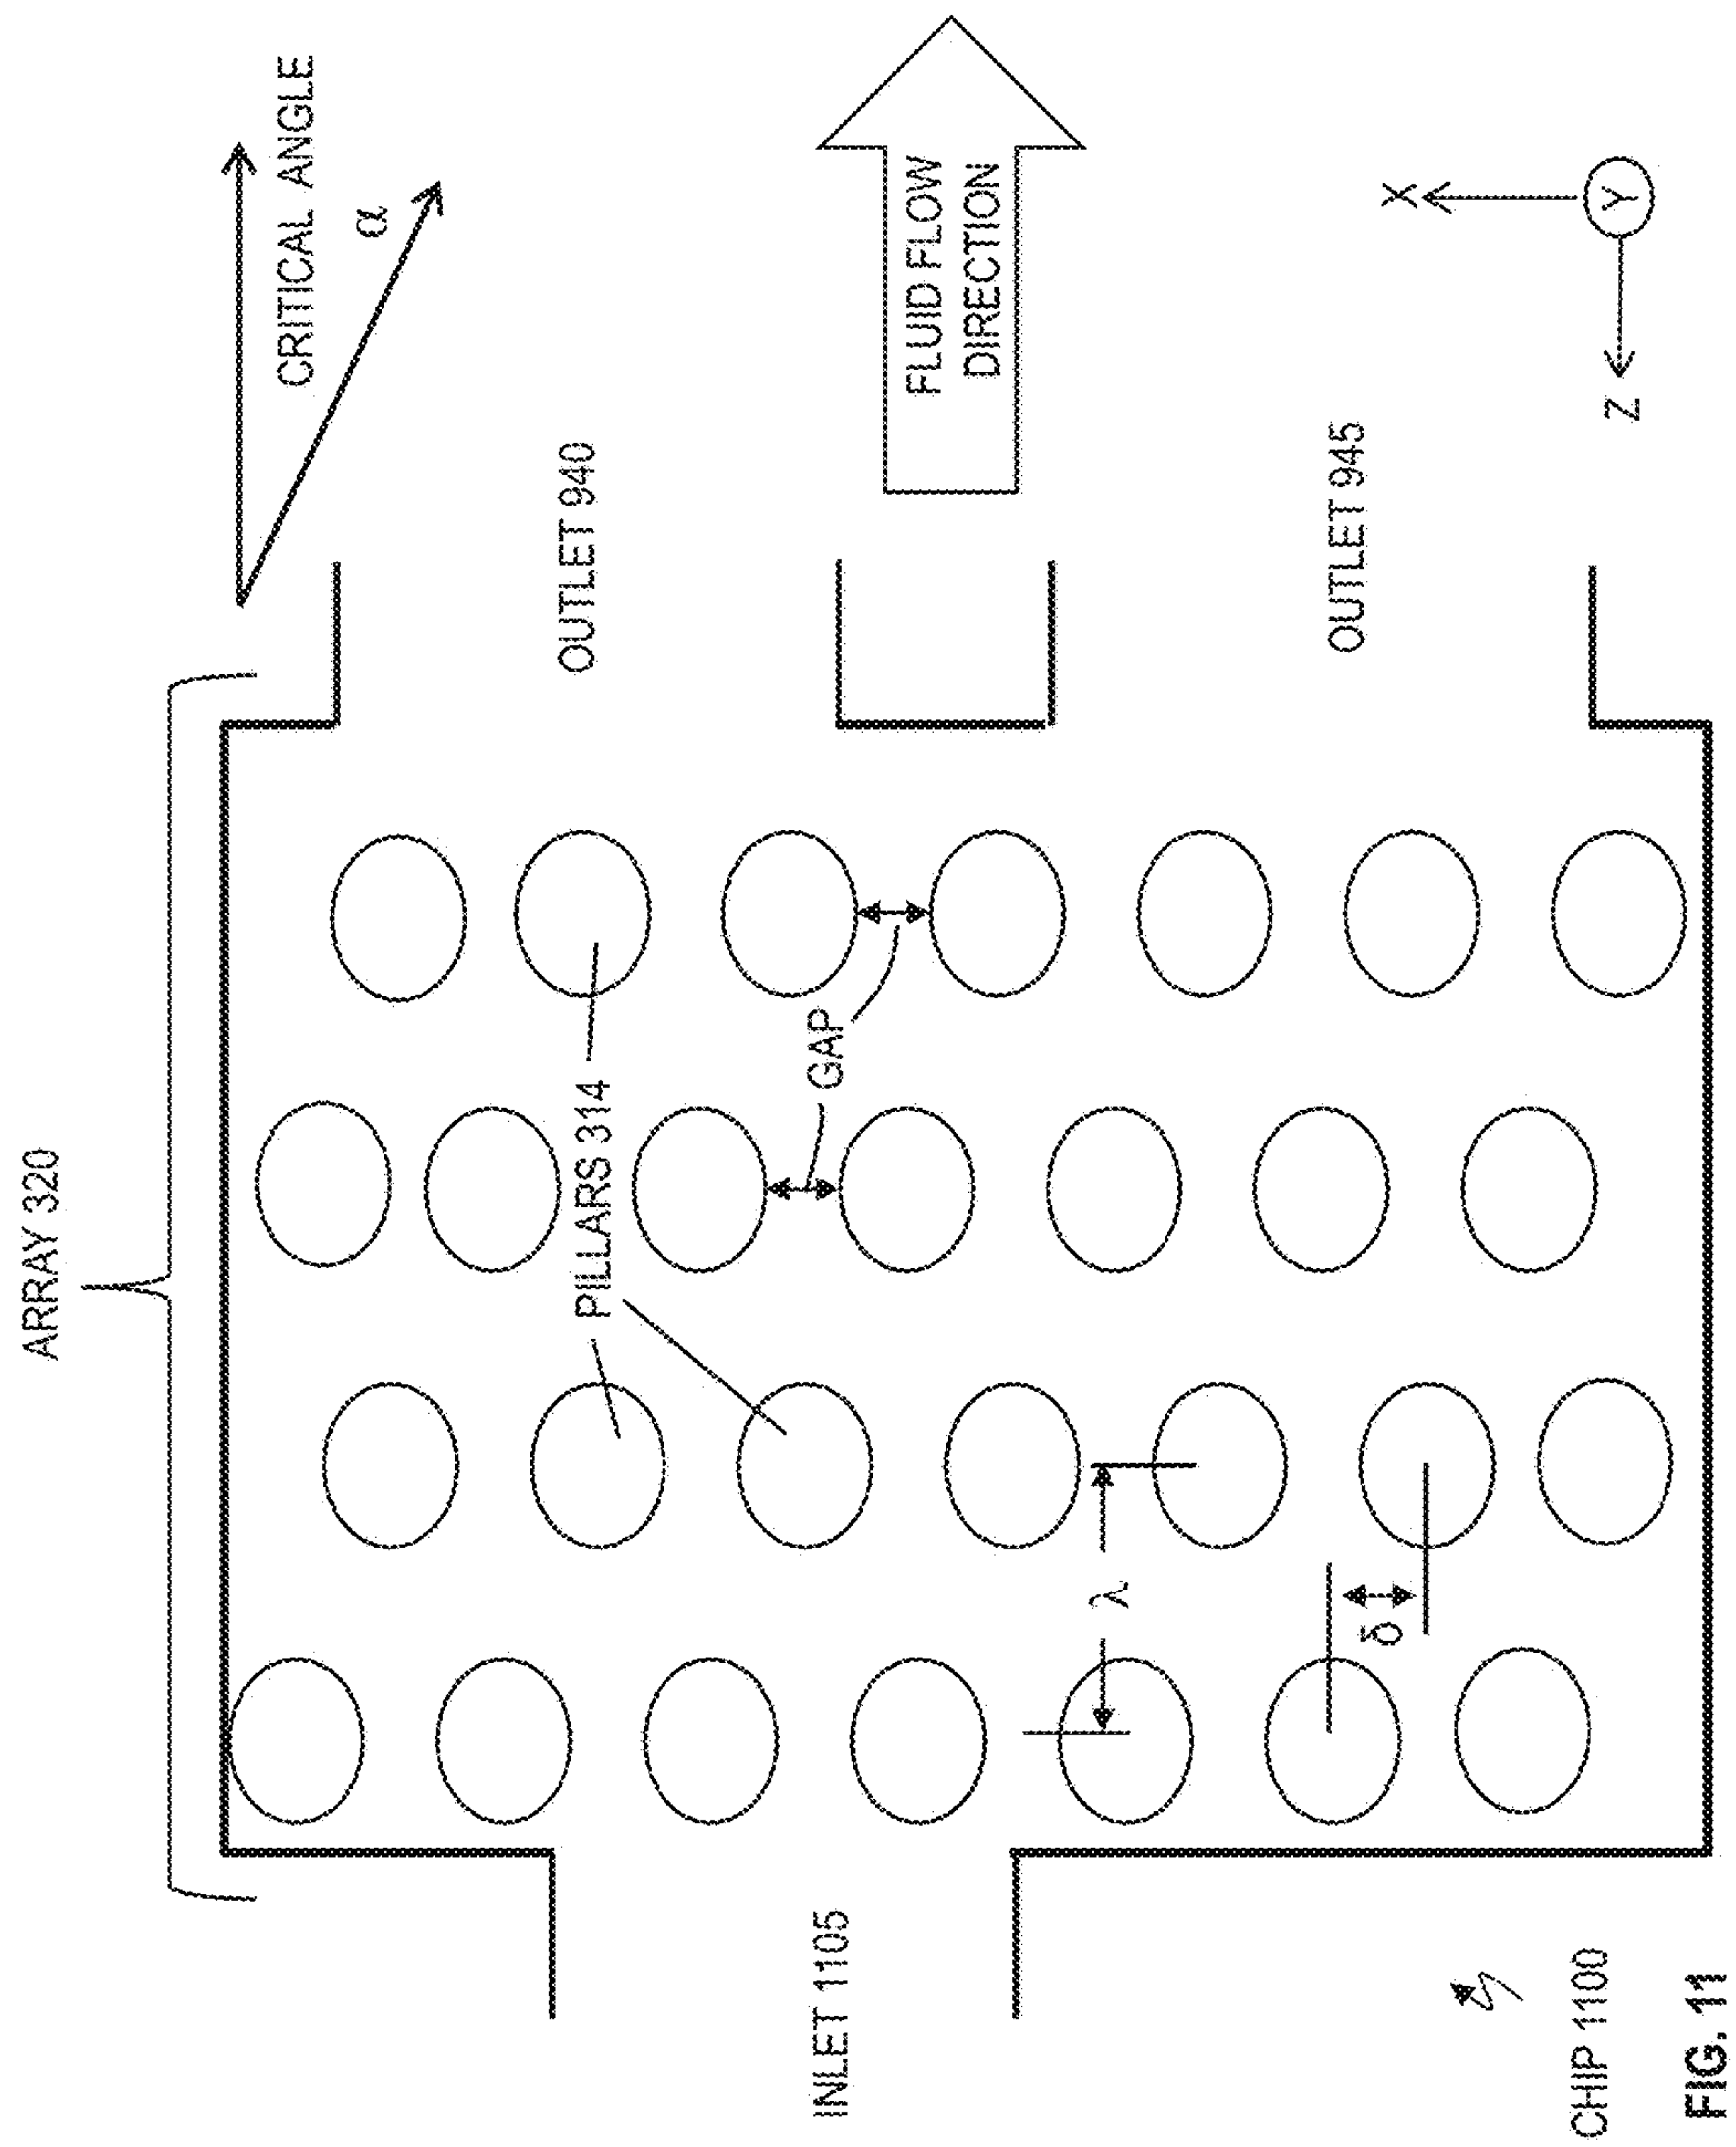 ARRAY 320
CRITICAL ANGLE
α
OUTLET 940
PILLARS 314
GAP
FLUID FLOW
DIRECTION
INLET 1105
λ
δ
OUTLET 945
X
Y
Z
CHIP 1100
FIG. 11